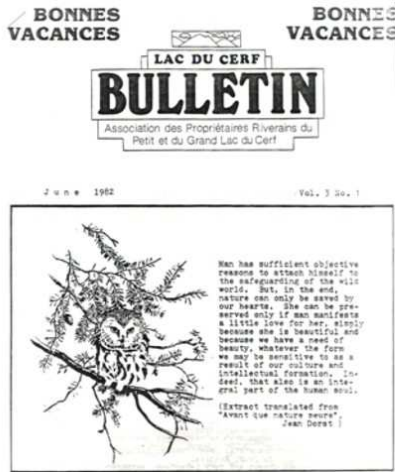 BONNES
VACANCES
BONNES
VACANCES
LAC DU CERF
BULLETIN
Association des Propriétaires Riverains du
Petit et du Grand Lac du Cerf
June 1982
Vol. 3 No. 1
Man has sufficient objective
reasons to attach himself to
the safeguarding of the wild
world. But, in the end,
nature can only be saved by
our hearts. She can be pre-
served only if man manifests
a little love for her, simply
because she is beautiful and
because we have a need of
beauty, whatever the form
we may be sensitive to as a
result of our culture and
intellectual formation. In-
deed, that also is an inte-
gral part of the human soul.
(Extract translated from
"Avant que nature meure",
Jean Dorst )